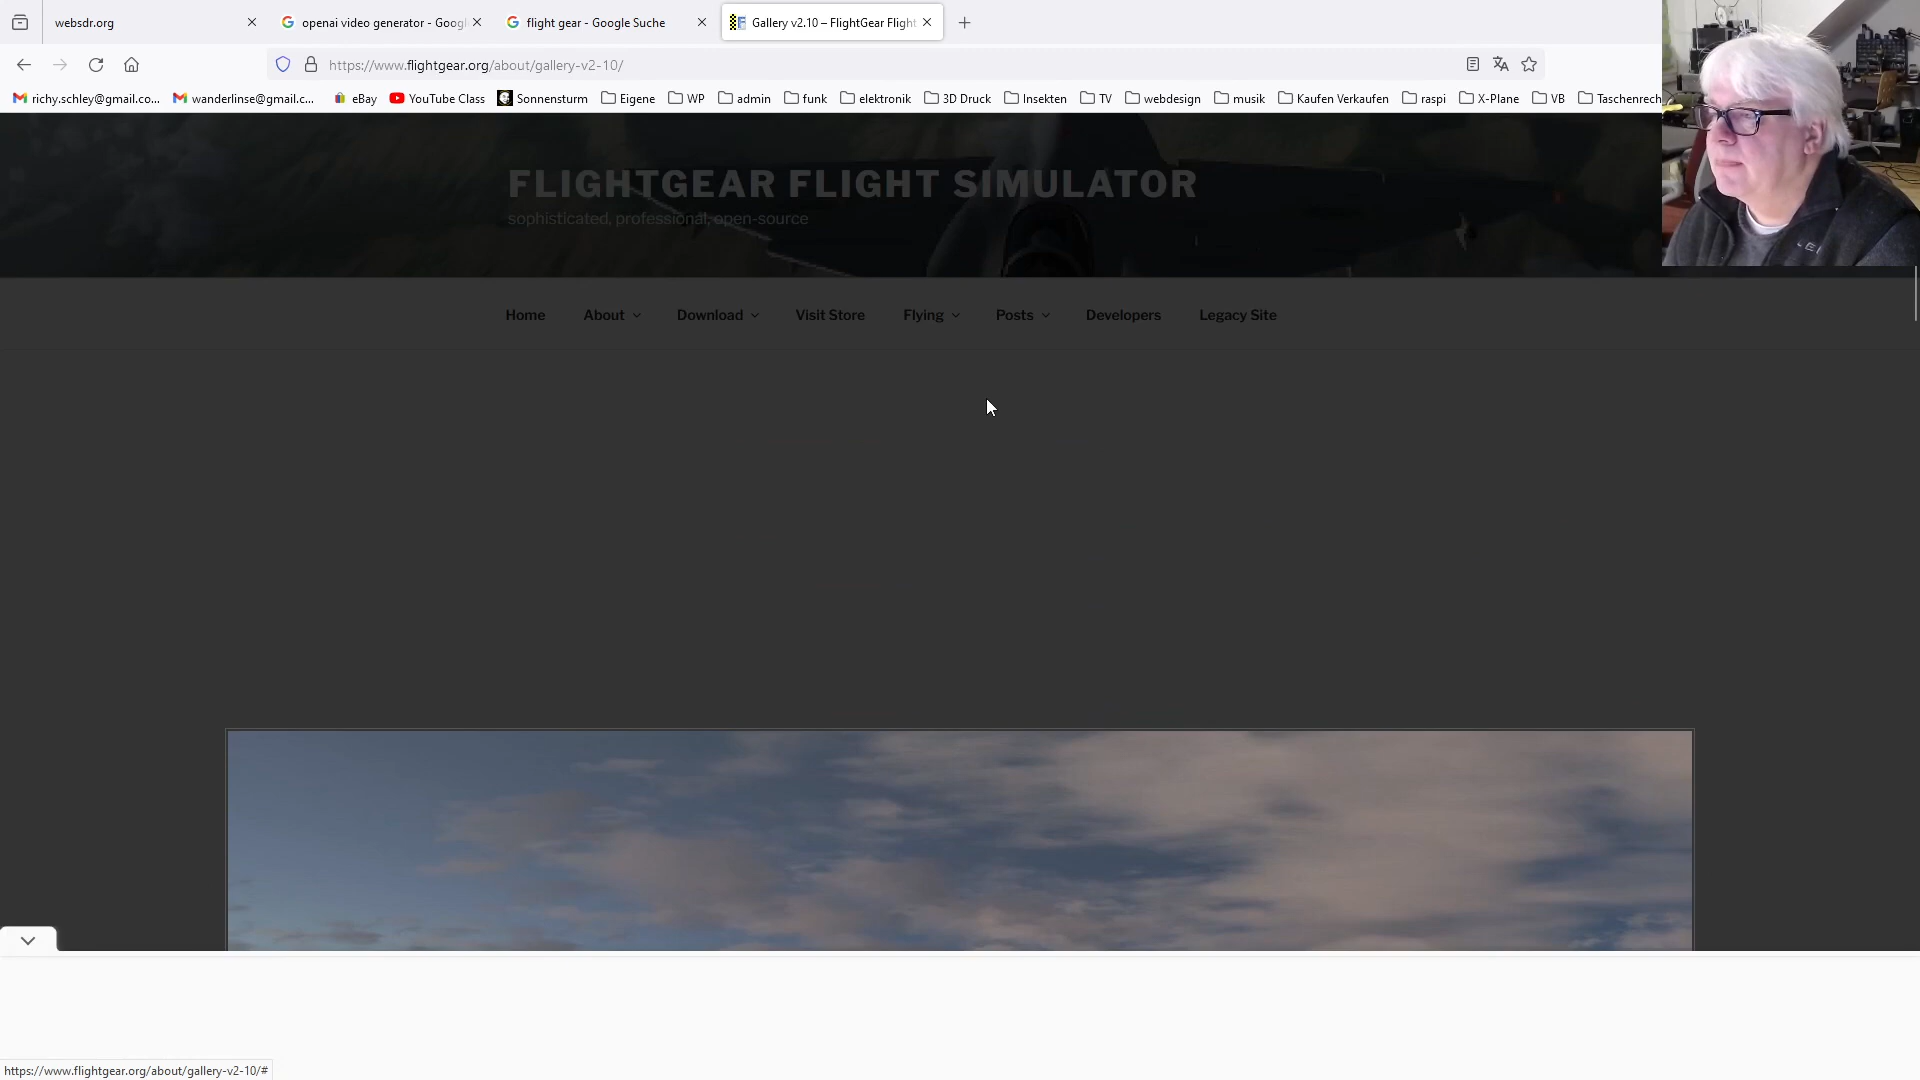 websdr.org
openai video generator - Goog
flight gear - Google Suche
Gallery v2.10 – FlightGear Flight
https://www.flightgear.org/about/gallery-v2-10/
richy.schley@gmail.co... wanderlinse@gmail.c... eBay YouTube Class Sonnensturm Eigene WP admin funk elektronik 3D Druck Insekten TV webdesign musik Kaufen Verkaufen raspi X-Plane VB Taschenrech
FLIGHTGEAR FLIGHT SIMULATOR
sophisticated, professional, open-source
Home About Download Visit Store Flying Posts Developers Legacy Site
https://www.flightgear.org/about/gallery-v2-10/#